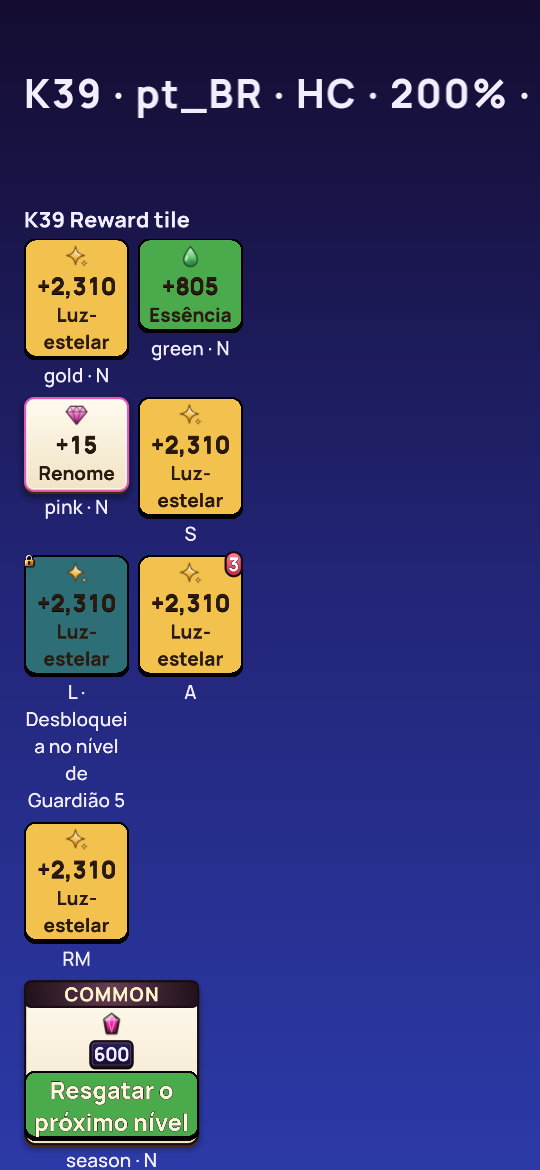 K39 · pt_BR · HC · 200% ·
K39 Reward tile
+2,310
Luz-
estelar
gold · N
+805
Essência
green · N
+15
Renome
pink · N
+2,310
Luz-
estelar
S
+2,310
Luz-
estelar
L ·
Desbloquei
a no nível
de
Guardião 5
3
+2,310
Luz-
estelar
A
+2,310
Luz-
estelar
RM
COMMON
600
Resgatar o
próximo nível
season · N